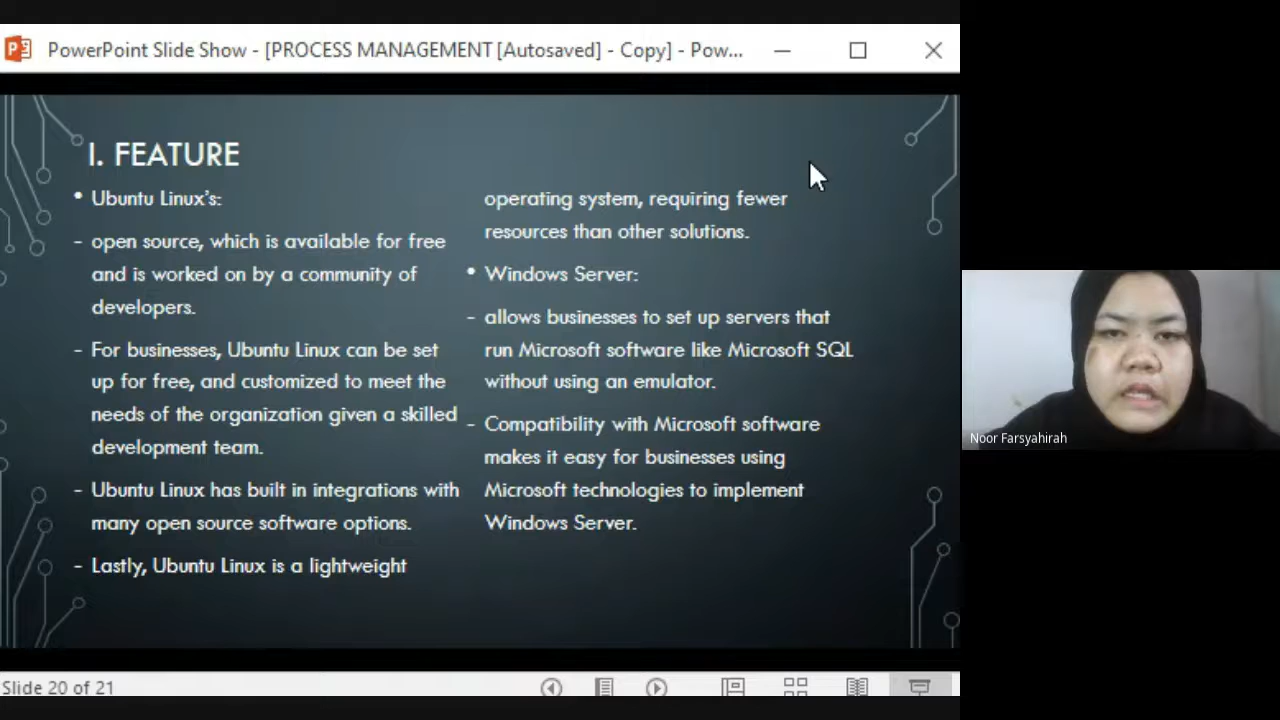 PowerPoint Slide Show - [PROCESS MANAGEMENT [Autosaved] - Copy] - Pow...
I. FEATURE
• Ubuntu Linux's:
- open source, which is available for free
and is worked on by a community of
developers.
- For businesses, Ubuntu Linux can be set
up for free, and customized to meet the
needs of the organization given a skilled
development team.
- Ubuntu Linux has built in integrations with
many open source software options.
- Lastly, Ubuntu Linux is a lightweight
operating system, requiring fewer
resources than other solutions.
• Windows Server:
- allows businesses to set up servers that
run Microsoft software like Microsoft SQL
without using an emulator.
- Compatibility with Microsoft software
makes it easy for businesses using
Microsoft technologies to implement
Windows Server.
Noor Farsyahirah
Slide 20 of 21